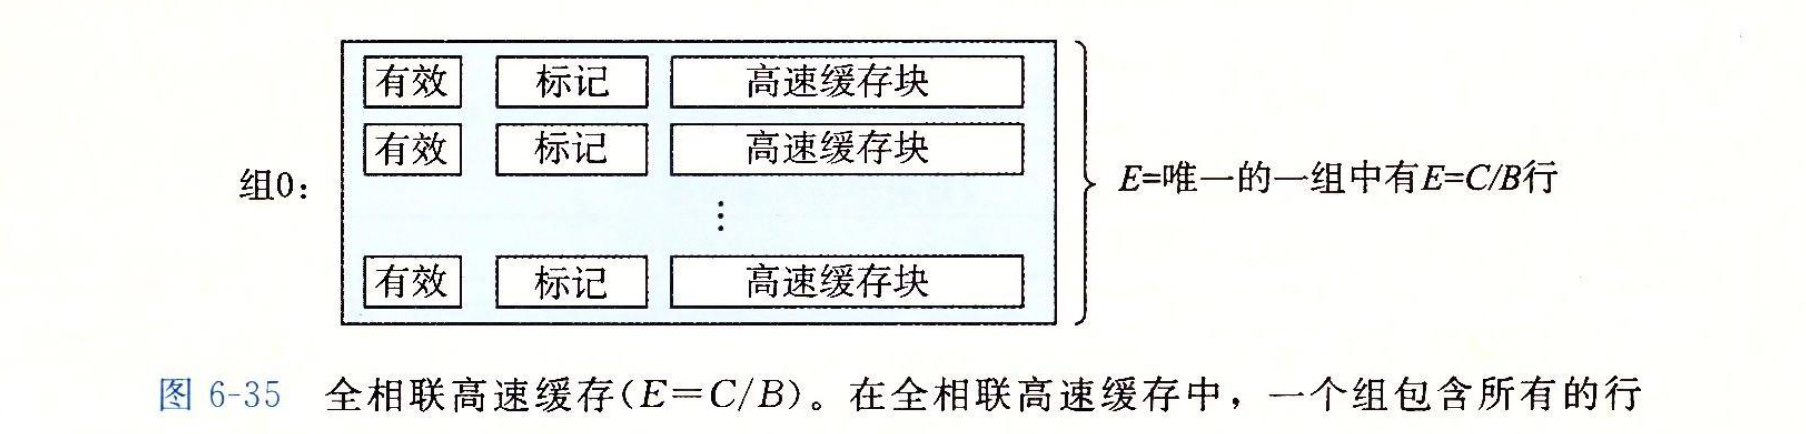 有效 标记 高速缓存块
有效 标记 高速缓存块
组0: E=唯一的一组中有E=C/B行
⋮
有效 标记 高速缓存块
图 6-35 全相联高速缓存(E=C/B)。在全相联高速缓存中，一个组包含所有的行